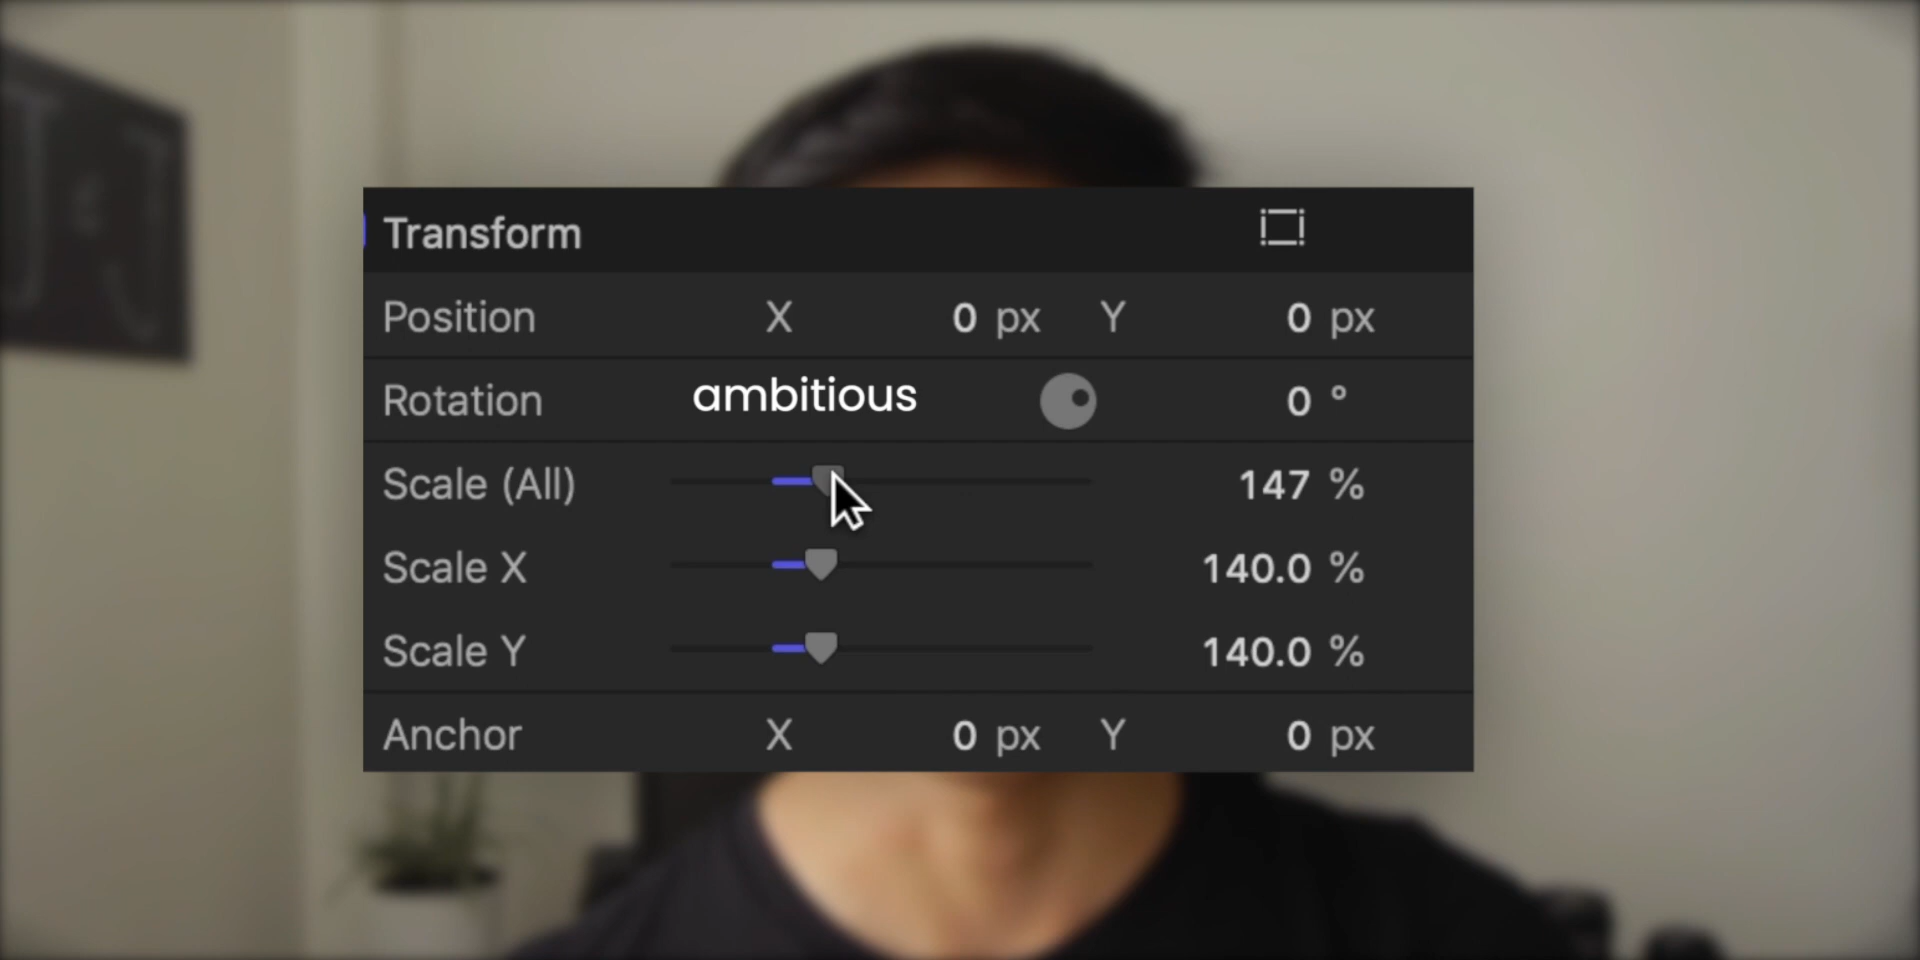 Transform
Position X 0 px Y 0 px
Rotation ambitious 0 °
Scale (All) 147 %
Scale X 140.0 %
Scale Y 140.0 %
Anchor X 0 px Y 0 px